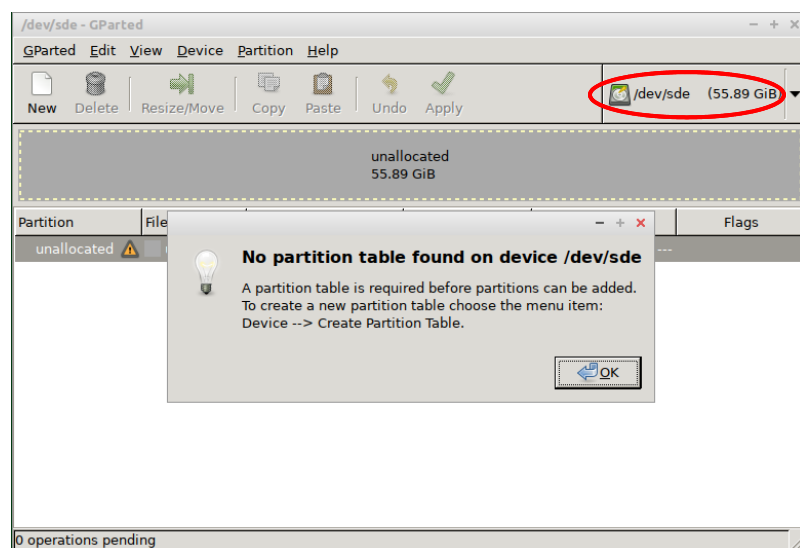 /dev/sde - GParted
GParted Edit View Device Partition Help
New Delete Resize/Move Copy Paste Undo Apply
/dev/sde (55.89 GiB)
unallocated
55.89 GiB
Partition File Flags
unallocated ---
No partition table found on device /dev/sde
A partition table is required before partitions can be added.
To create a new partition table choose the menu item:
Device --> Create Partition Table.
OK
0 operations pending